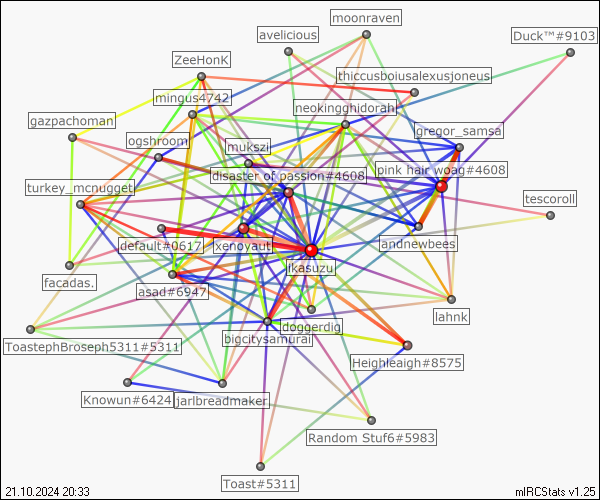 moonraven
avelicious
Duck™#9103
ZeeHonK
thiccusboiusalexusjoneus
mingus4742
neokingghidorah
gazpachoman
gregor_samsa
ogshroom
mukszi
pink hair woag#4608
disaster of passion#4608
turkey_mcnugget
tescoroll
default#0617
xenoyaut
landnewbees
jkasuzu
facadas.
asad#6947
lahnk
doggerdig
bigcitysamurai
ToastephBroseph5311#5311
Heighleaigh#8575
Knowun#6424
jarlbreadmaker
Random Stuf6#5983
Toast#5311
21.10.2024 20:33
mIRCStats v1.25